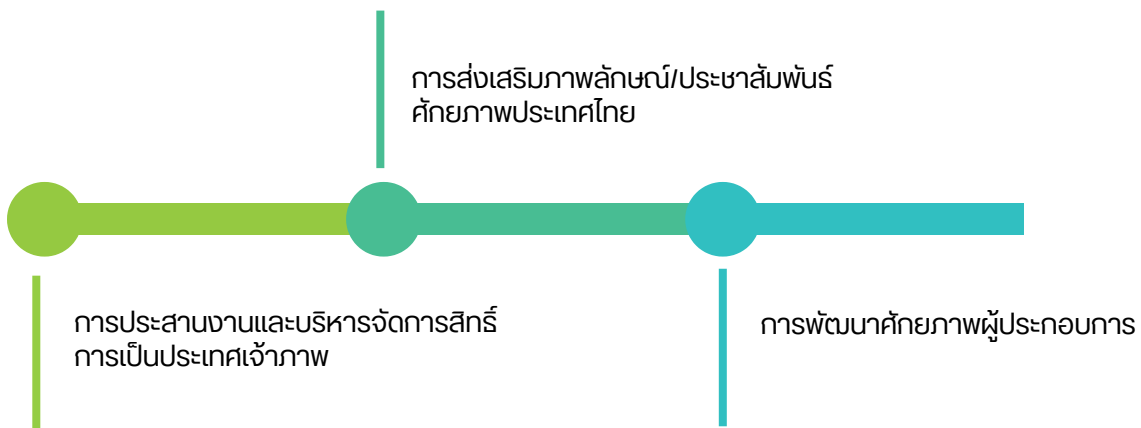 การส่งเสริมภาพลักษณ์/ประชาสัมพันธ์
ศักยภาพประเทศไทย
การประสานงานและบริหารจัดการสิทธิ์
การเป็นประเทศเจ้าภาพ
การพัฒนาศักยภาพผู้ประกอบการ